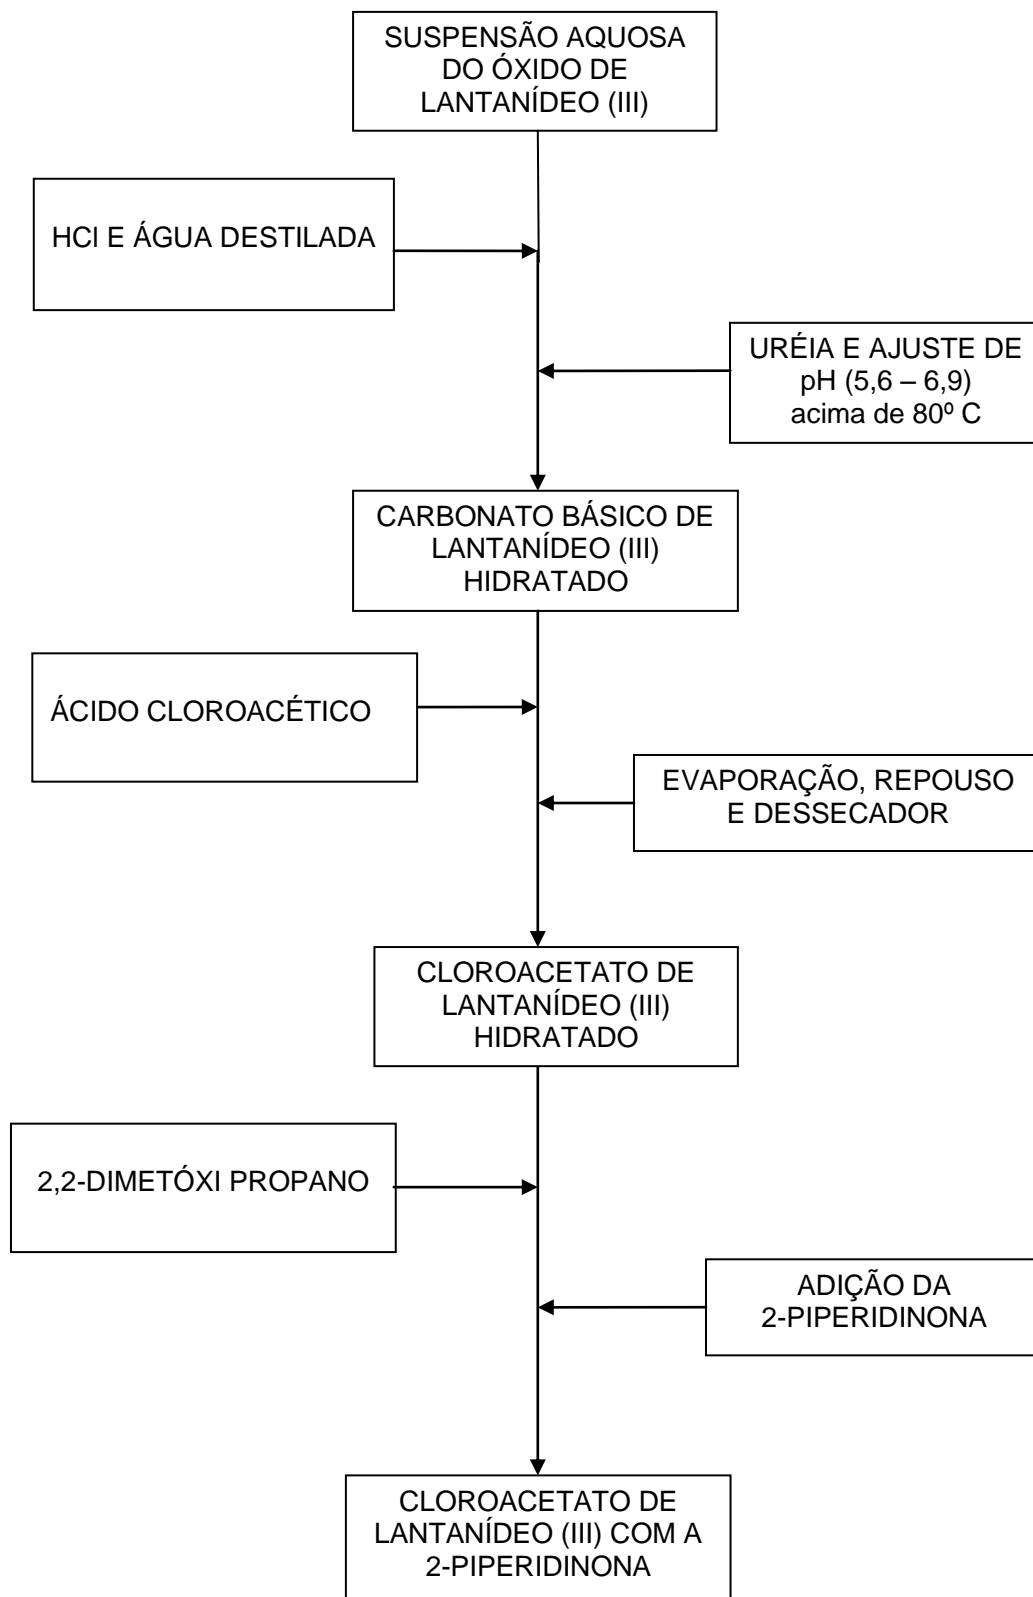 SUSPENSÃO AQUOSA
DO ÓXIDO DE
LANTANÍDEO (III)
HCl E ÁGUA DESTILADA
URÉIA E AJUSTE DE
pH (5,6 – 6,9)
acima de 80º C
CARBONATO BÁSICO DE
LANTANÍDEO (III)
HIDRATADO
ÁCIDO CLOROACÉTICO
EVAPORAÇÃO, REPOUSO
E DESSECADOR
CLOROACETATO DE
LANTANÍDEO (III)
HIDRATADO
2,2-DIMETÓXI PROPANO
ADIÇÃO DA
2-PIPERIDINONA
CLOROACETATO DE
LANTANÍDEO (III) COM A
2-PIPERIDINONA